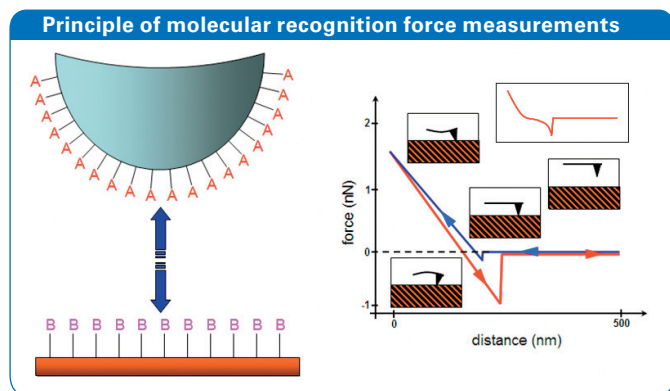 Principle of molecular recognition force measurements
A A A A A A A A A A A A A A A A A A A
B B B B B B B B B B B
force (nN)
2
1
0
-1
0 500
distance (nm)